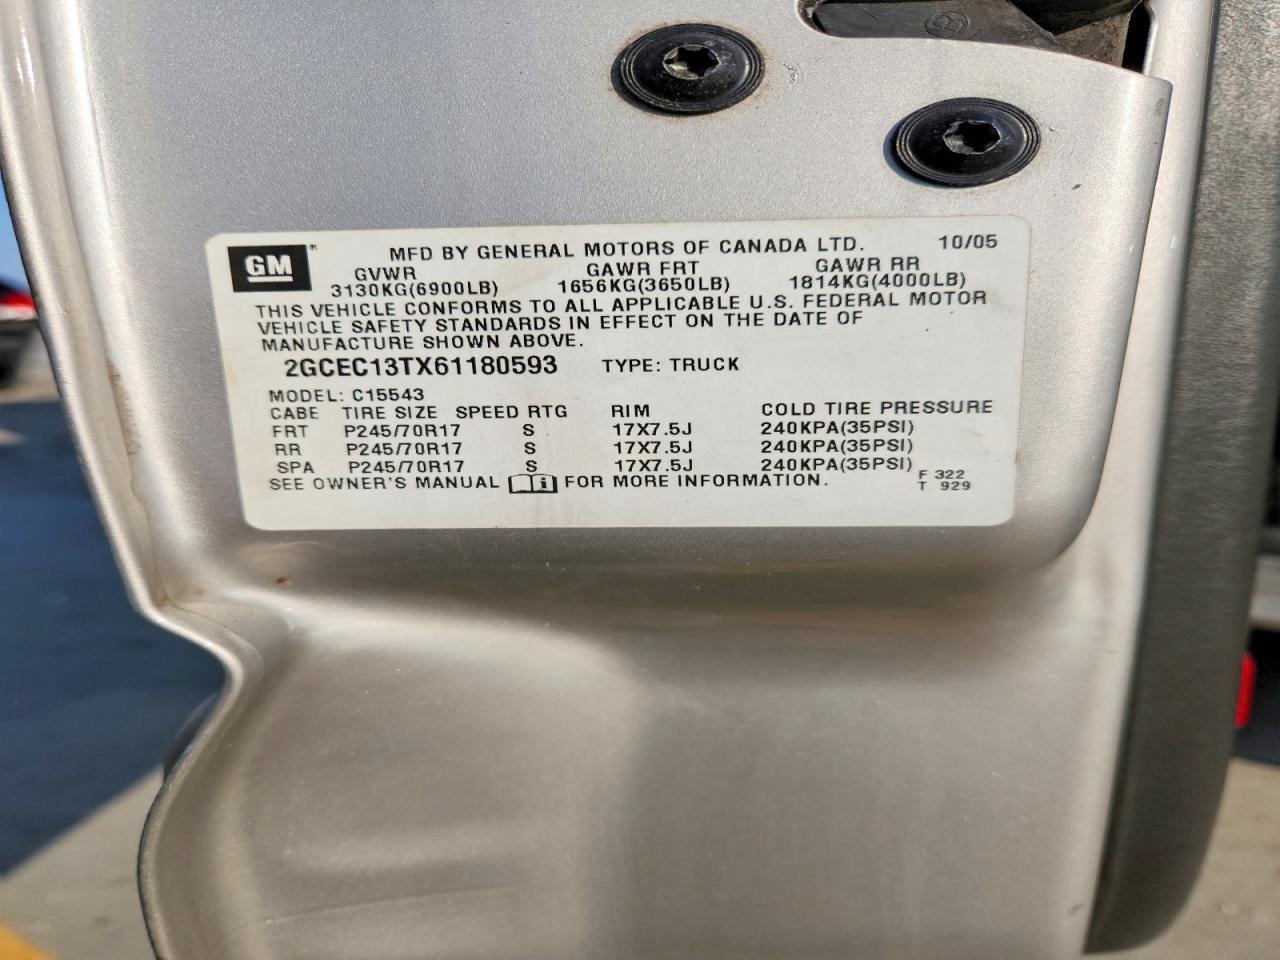 GM
MFD BY GENERAL MOTORS OF CANADA LTD. 10/05
GVWR GAWR FRT GAWR RR
3130KG(6900LB) 1656KG(3650LB) 1814KG(4000LB)
THIS VEHICLE CONFORMS TO ALL APPLICABLE U.S. FEDERAL MOTOR
VEHICLE SAFETY STANDARDS IN EFFECT ON THE DATE OF
MANUFACTURE SHOWN ABOVE.
2GCEC13TX61180593 TYPE: TRUCK
MODEL: C15543
CABE TIRE SIZE SPEED RTG RIM COLD TIRE PRESSURE
FRT P245/70R17 S 17X7.5J 240KPA(35PSI)
RR P245/70R17 S 17X7.5J 240KPA(35PSI)
SPA P245/70R17 S 17X7.5J 240KPA(35PSI)
SEE OWNER'S MANUAL i FOR MORE INFORMATION. F 322
T 929